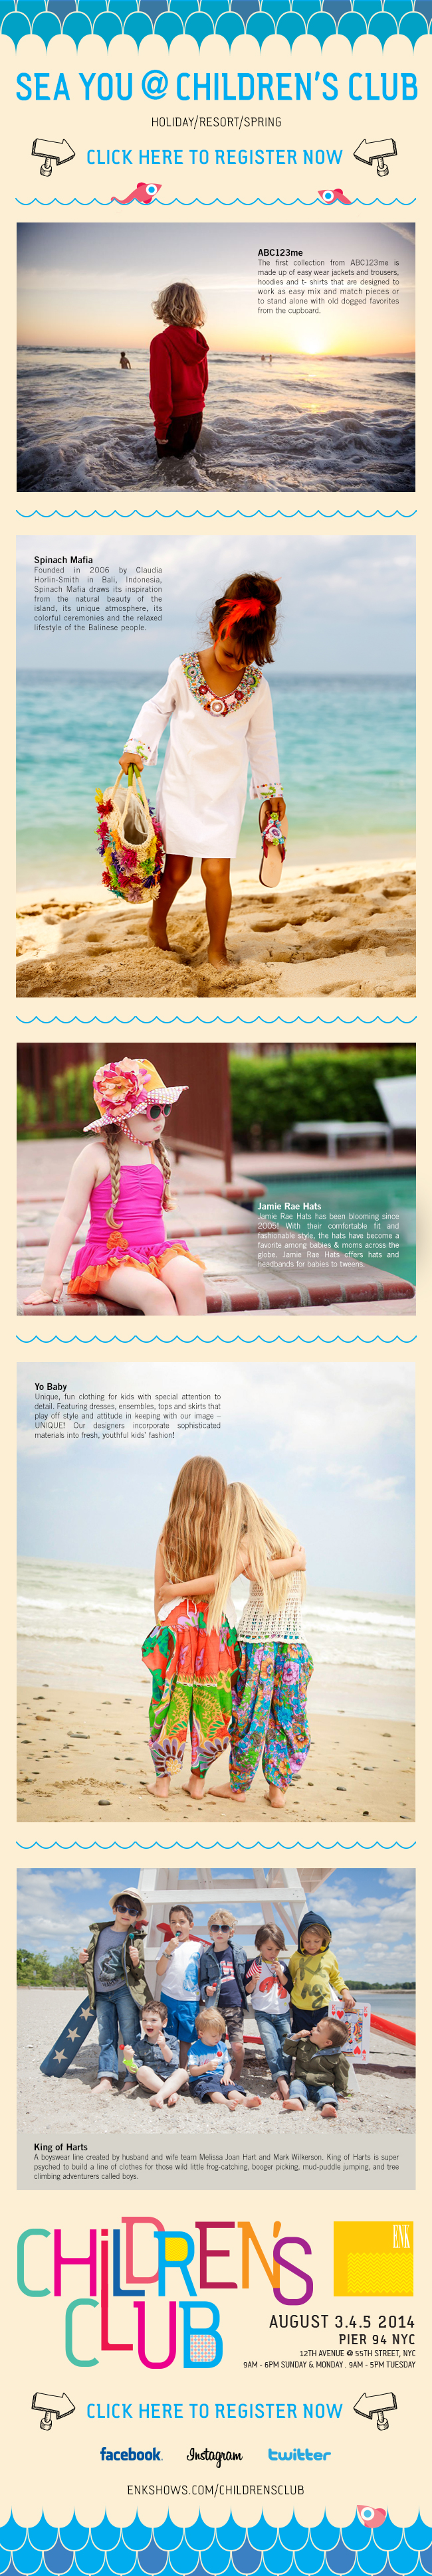 SEA YOU @ CHILDREN'S CLUB
HOLIDAY/RESORT/SPRING
CLICK HERE TO REGISTER NOW
ABC123me
The first collection from ABC123me is
made up of easy wear jackets and trousers,
hoodies and t- shirts that are designed to
work as easy mix and match pieces or
to stand alone with old dogged favorites
from the cupboard.
Spinach Mafia
Founded in 2006 by Claudia
Horlin-Smith in Bali, Indonesia,
Spinach Mafia draws its inspiration
from the natural beauty of the
island, its unique atmosphere, its
colorful ceremonies and the relaxed
lifestyle of the Balinese people.
Jamie Rae Hats
Jamie Rae Hats has been blooming since
2005! With their comfortable fit and
fashionable style, the hats have become a
favorite among babies & moms across the
globe. Jamie Rae Hats offers hats and
headbands for babies to tweens.
Yo Baby
Unique, fun clothing for kids with special attention to
detail. Featuring dresses, ensembles, tops and skirts that
play off style and attitude in keeping with our image –
UNIQUE! Our designers incorporate sophisticated
materials into fresh, youthful kids' fashion!
King of Harts
A boyswear line created by husband and wife team Melissa Joan Hart and Mark Wilkerson. King of Harts is super
psyched to build a line of clothes for those wild little frog-catching, booger picking, mud-puddle jumping, and tree
climbing adventurers called boys.
CHILDREN'S
CLUB
ENK
AUGUST 3.4.5 2014
PIER 94 NYC
12TH AVENUE @ 55TH STREET, NYC
9AM - 6PM SUNDAY & MONDAY . 9AM - 5PM TUESDAY
CLICK HERE TO REGISTER NOW
facebook Instagram twitter
ENKSHOWS.COM/CHILDRENSCLUB